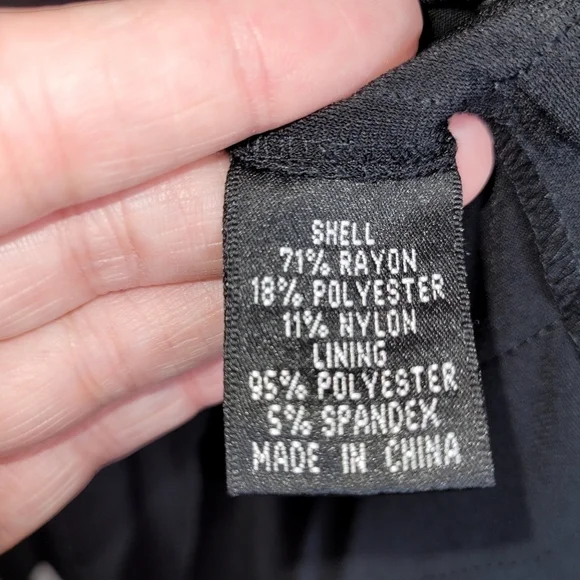 SHELL
71% RAYON
18% POLYESTER
11% NYLON
LINING
95% POLYESTER
5% SPANDEX
MADE IN CHINA